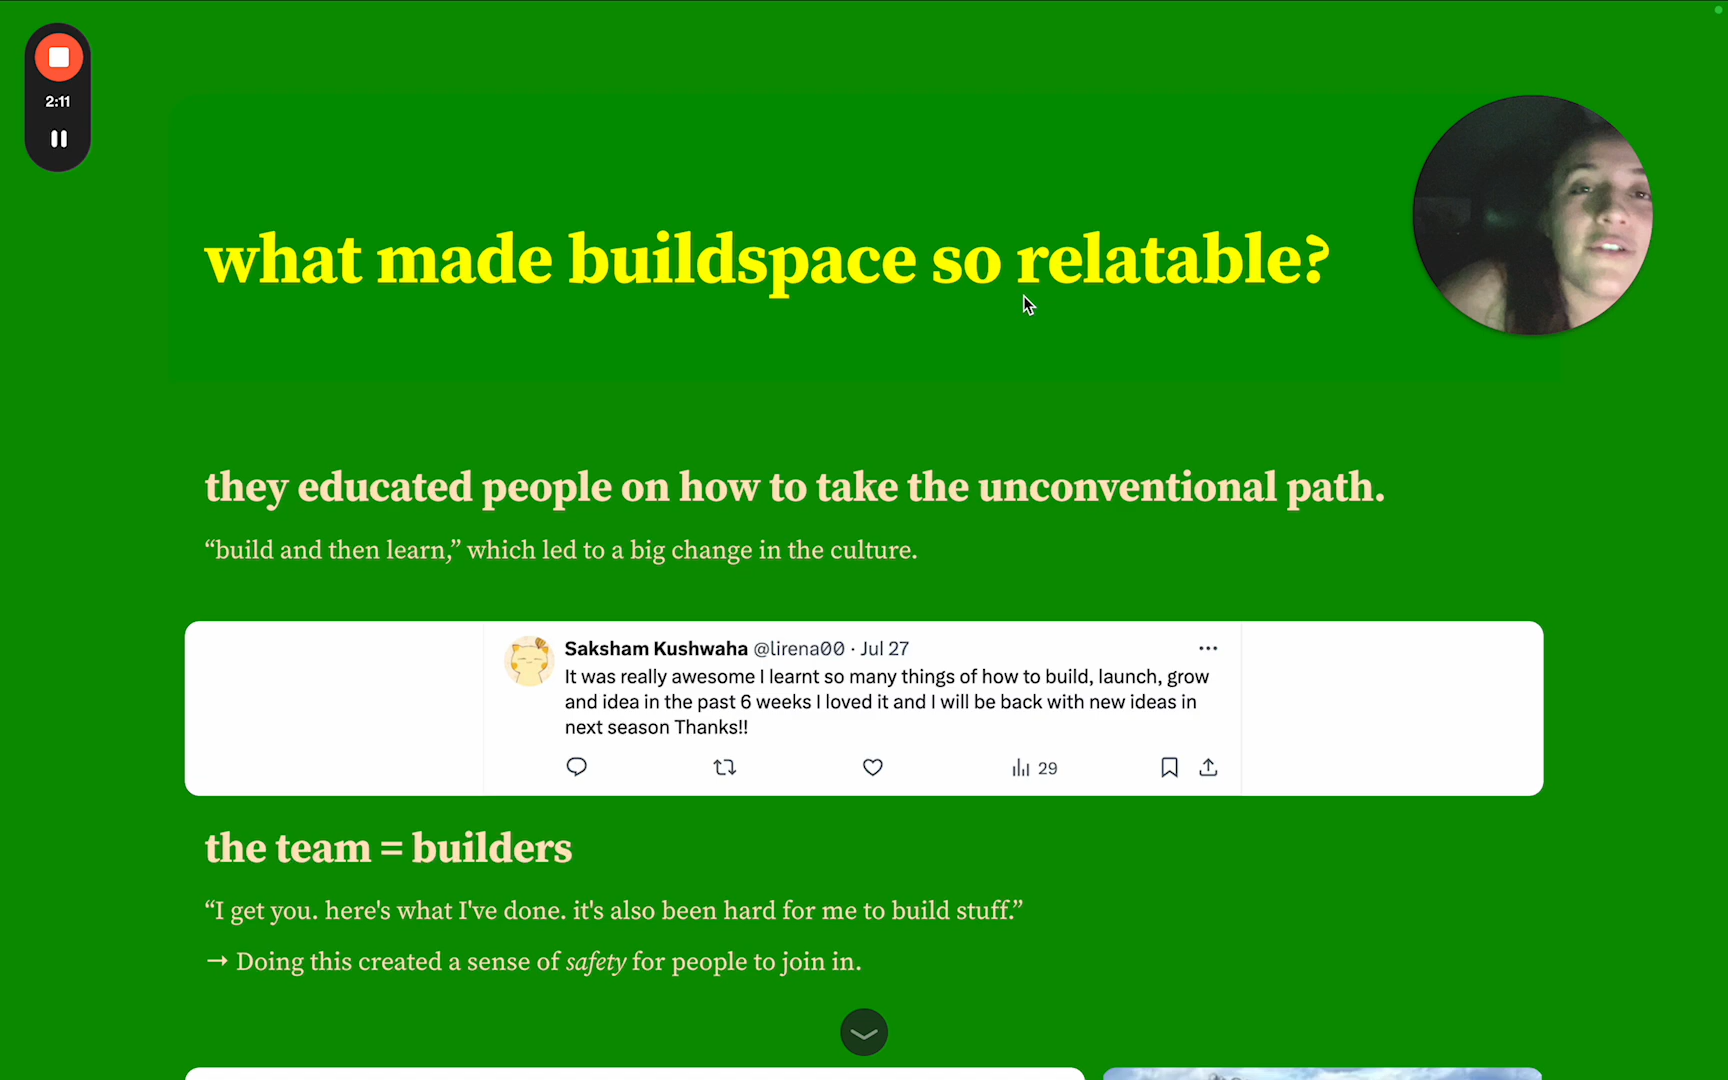 2:11
what made buildspace so relatable?
they educated people on how to take the unconventional path.
“build and then learn,” which led to a big change in the culture.
Saksham Kushwaha @lirena00 · Jul 27
It was really awesome I learnt so many things of how to build, launch, grow
and idea in the past 6 weeks I loved it and I will be back with new ideas in
next season Thanks!!
29
the team = builders
“I get you. here's what I've done. it's also been hard for me to build stuff.”
→ Doing this created a sense of safety for people to join in.